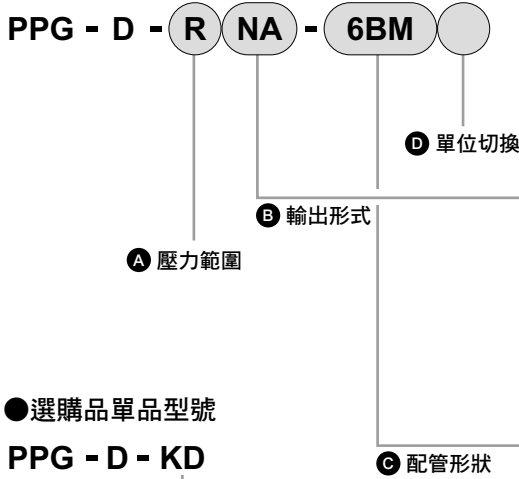 PPG - D - R NA - 6BM
D 單位切換
B 輸出形式
A 壓力範圍
●選購品單品型號
PPG - D - KD
C 配管形狀